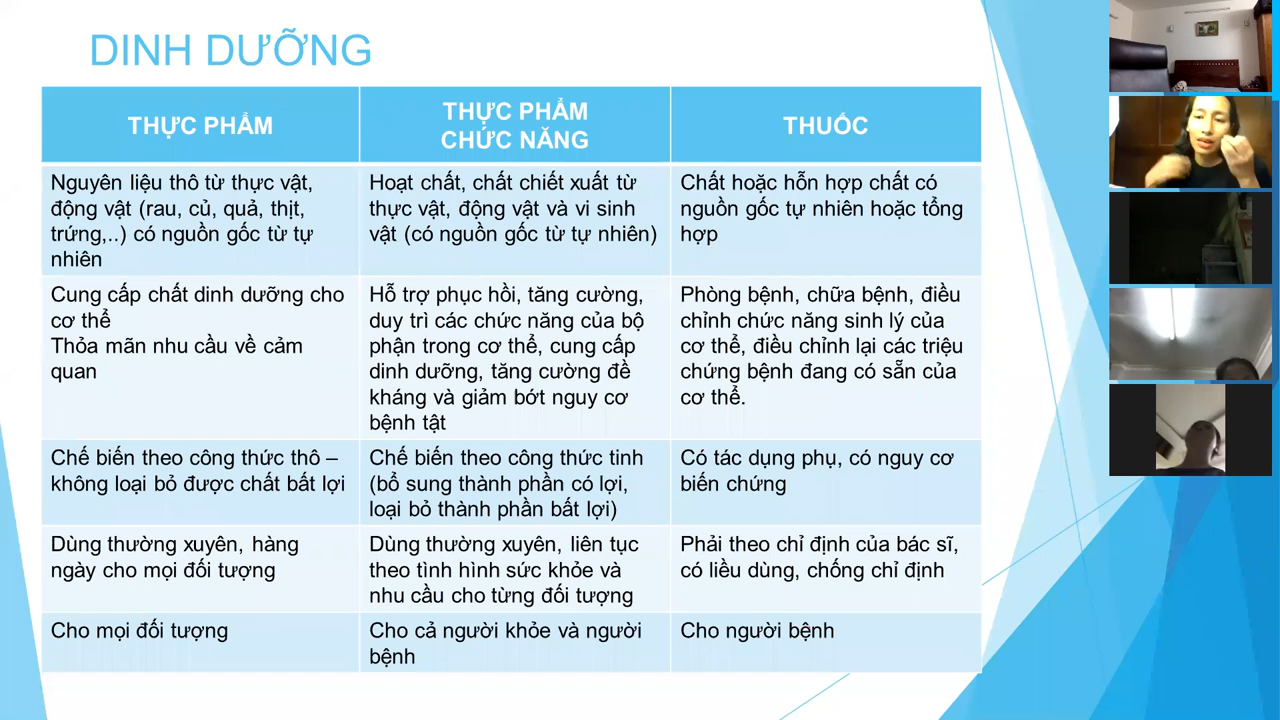 DINH DƯỠNG
THỰC PHẨM
THỰC PHẨM
CHỨC NĂNG
THUỐC
Nguyên liệu thô từ thực vật,
động vật (rau, củ, quả, thịt,
trứng,..) có nguồn gốc từ tự
nhiên
Hoạt chất, chất chiết xuất từ
thực vật, động vật và vi sinh
vật (có nguồn gốc từ tự nhiên)
Chất hoặc hỗn hợp chất có
nguồn gốc tự nhiên hoặc tổng
hợp
Cung cấp chất dinh dưỡng cho
cơ thể
Thỏa mãn nhu cầu về cảm
quan
Hỗ trợ phục hồi, tăng cường,
duy trì các chức năng của bộ
phận trong cơ thể, cung cấp
dinh dưỡng, tăng cường đề
kháng và giảm bớt nguy cơ
bệnh tật
Phòng bệnh, chữa bệnh, điều
chỉnh chức năng sinh lý của
cơ thể, điều chỉnh lại các triệu
chứng bệnh đang có sẵn của
cơ thể.
Chế biến theo công thức thô –
không loại bỏ được chất bất lợi
Chế biến theo công thức tinh
(bổ sung thành phần có lợi,
loại bỏ thành phần bất lợi)
Có tác dụng phụ, có nguy cơ
biến chứng
Dùng thường xuyên, hàng
ngày cho mọi đối tượng
Dùng thường xuyên, liên tục
theo tình hình sức khỏe và
nhu cầu cho từng đối tượng
Phải theo chỉ định của bác sĩ,
có liều dùng, chống chỉ định
Cho mọi đối tượng
Cho cả người khỏe và người
bệnh
Cho người bệnh